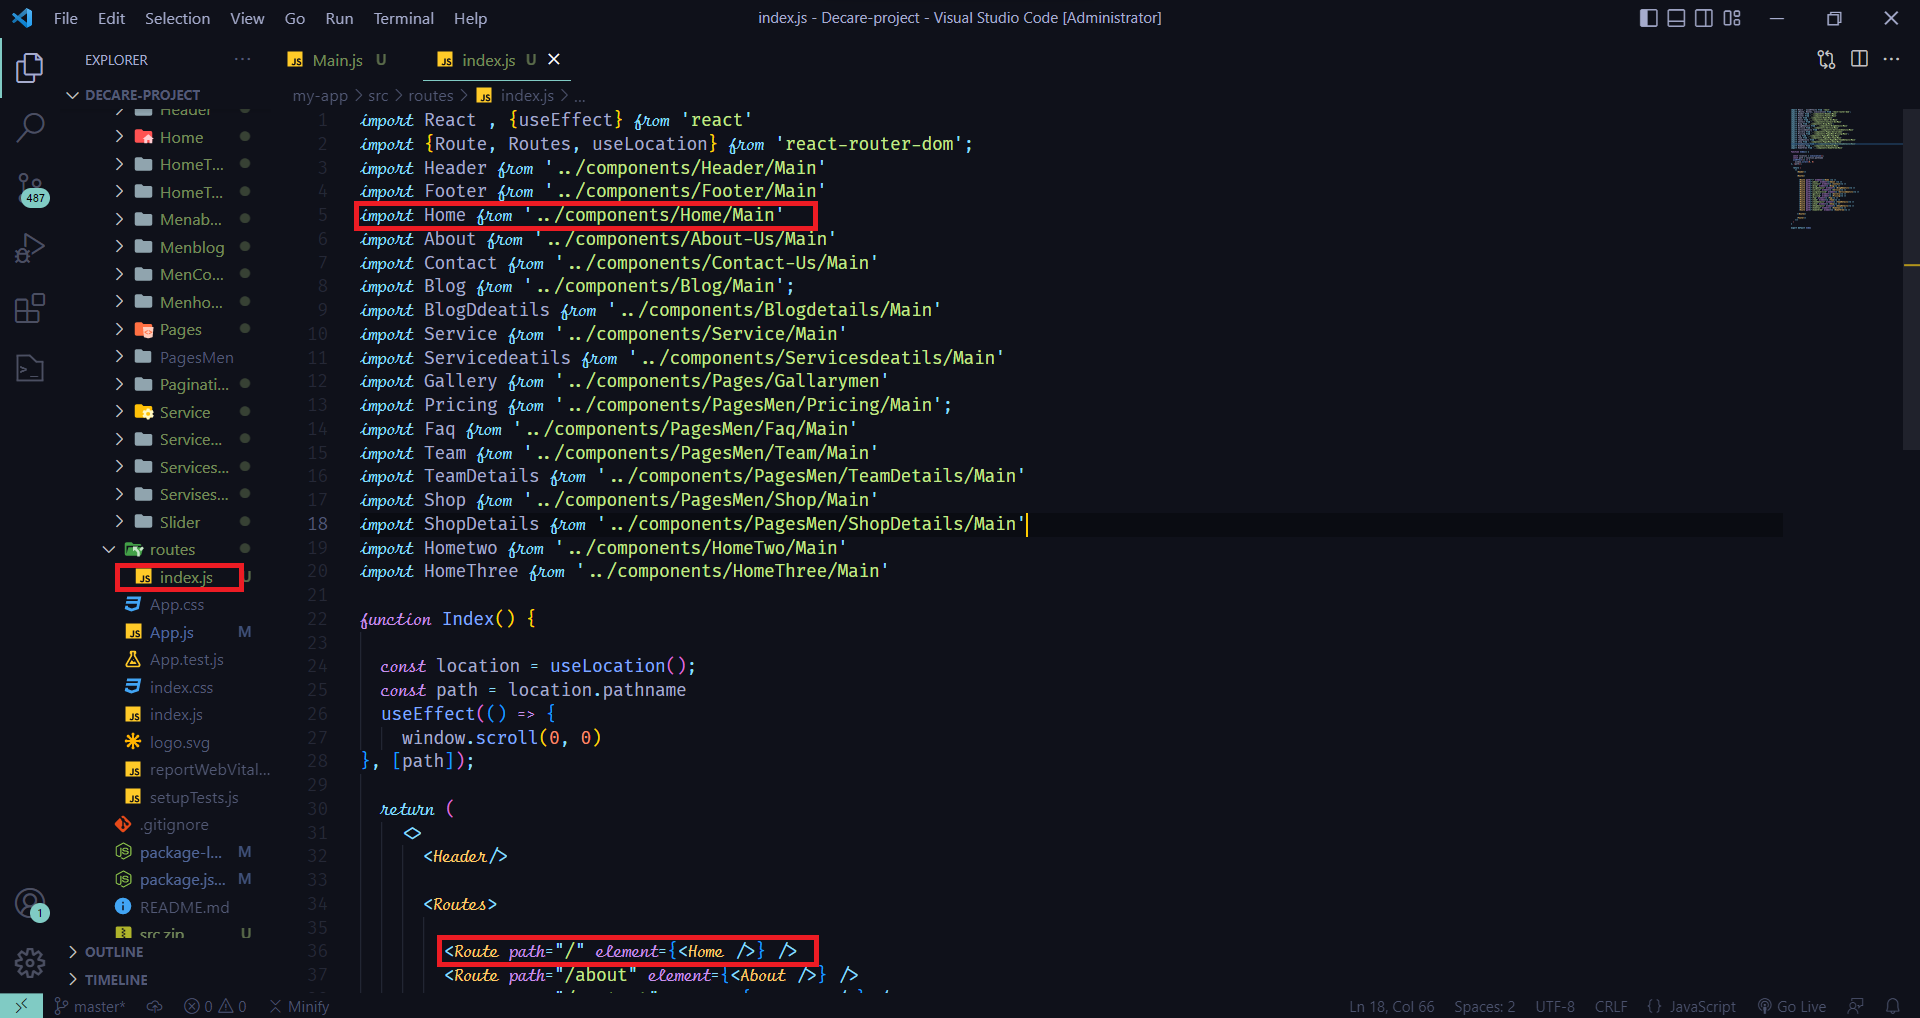 File Edit Selection View Go Run Terminal Help
index.js - Decare-project - Visual Studio Code [Administrator]
EXPLORER ···
Main.js U
index.js U
DECARE-PROJECT
my-app > src > routes > index.js > ...
Header
Home
HomeT...
HomeT...
Menab...
Menblog
MenCo...
Menho...
Pages
PagesMen
Paginati...
Service
Service...
Services...
Servises...
Slider
routes
index.js U
App.css
App.js M
App.test.js
index.css
index.js
logo.svg
reportWebVital...
setupTests.js
.gitignore
package-l... M
package.js... M
README.md
src.zip U
OUTLINE
TIMELINE
487
1
1 import React , {useEffect} from 'react'
2 import {Route, Routes, useLocation} from 'react-router-dom';
3 import Header from '../components/Header/Main'
4 import Footer from '../components/Footer/Main'
5 import Home from '../components/Home/Main'
6 import About from '../components/About-Us/Main'
7 import Contact from '../components/Contact-Us/Main'
8 import Blog from '../components/Blog/Main';
9 import BlogDdeatils from '../components/Blogdetails/Main'
10 import Service from '../components/Service/Main'
11 import Servicedeatils from '../components/Servicesdeatils/Main'
12 import Gallery from '../components/Pages/Gallarymen'
13 import Pricing from '../components/PagesMen/Pricing/Main';
14 import Faq from '../components/PagesMen/Faq/Main'
15 import Team from '../components/PagesMen/Team/Main'
16 import TeamDetails from '../components/PagesMen/TeamDetails/Main'
17 import Shop from '../components/PagesMen/Shop/Main'
18 import ShopDetails from '../components/PagesMen/ShopDetails/Main'
19 import Hometwo from '../components/HomeTwo/Main'
20 import HomeThree from '../components/HomeThree/Main'
21
22 function Index() {
23
24 const location = useLocation();
25 const path = location.pathname
26 useEffect(() => {
27 window.scroll(0, 0)
28 }, [path]);
29
30 return (
31 <>
32 <Header/>
33
34 <Routes>
35
36 <Route path="/" element={<Home />} />
37 <Route path="/about" element={<About />} />
master* 0 0 Minify
Ln 18, Col 66 Spaces: 2 UTF-8 CRLF {} JavaScript Go Live